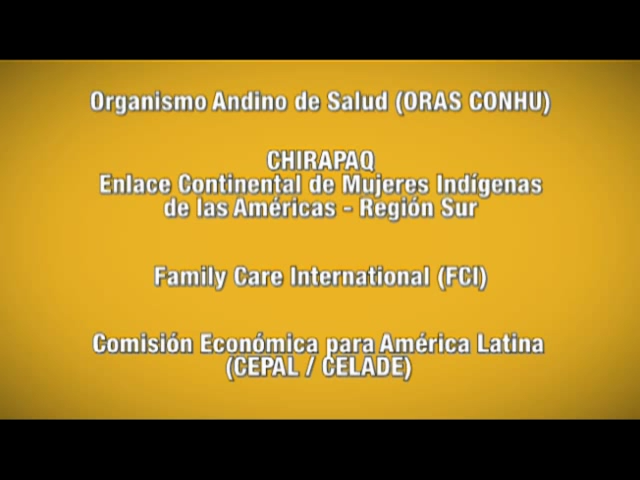 Organismo Andino de Salud (ORAS CONHU)
CHIRAPAQ
Enlace Continental de Mujeres Indígenas
de las Américas - Región Sur
Family Care International (FCI)
Comisión Económica para América Latina
(CEPAL / CELADE)